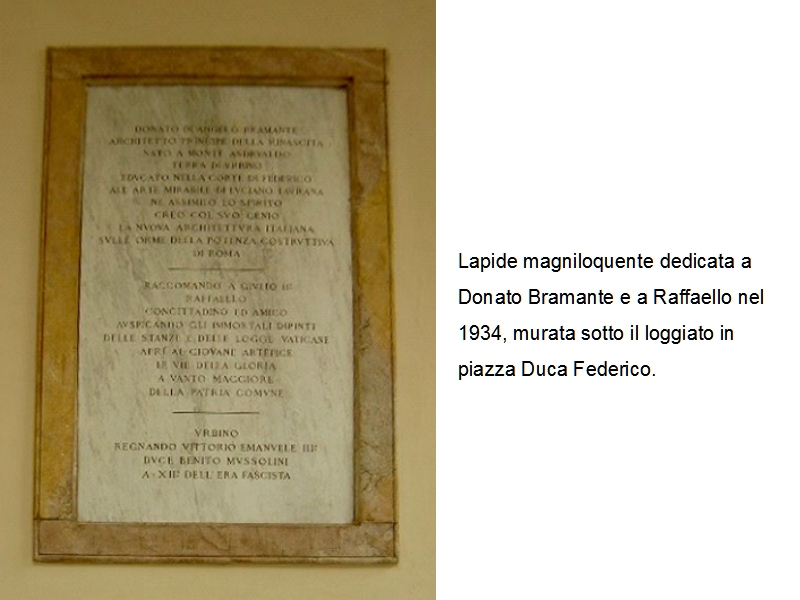 DONATO D'ANGELO BRAMANTE
ARCHITETTO PRINCIPE DELLA RINASCITA
NATO A MONTE ASDRVALDO
TERRA DI VRBINO
EDVCATO NELLA CORTE DI FEDERICO
ALL' ARTE MIRABILE DI LVCIANO LAVRANA
NE ASSIMILÒ LO SPIRITO
CREÒ COL SVO GENIO
LA NVOVA ARCHITETTVRA ITALIANA
SVLLE ORME DELLA POTENZA COSTRVTTIVA
DI ROMA
RACCOMANDÒ A GIVLIO II
RAFFAELLO
CONCITTADINO ED AMICO
AVSPICANDO GLI IMMORTALI DIPINTI
DELLE STANZE E DELLE LOGGE VATICANE
APRÌ AL GIOVANE ARTEFICE
LE VIE DELLA GLORIA
A VANTO MAGGIORE
DELLA PATRIA COMVNE
VRBINO
REGNANDO VITTORIO EMANVELE III
DVCE BENITO MVSSOLINI
A· XII DELL'ERA FASCISTA
Lapide magniloquente dedicata a
Donato Bramante e a Raffaello nel
1934, murata sotto il loggiato in
piazza Duca Federico.